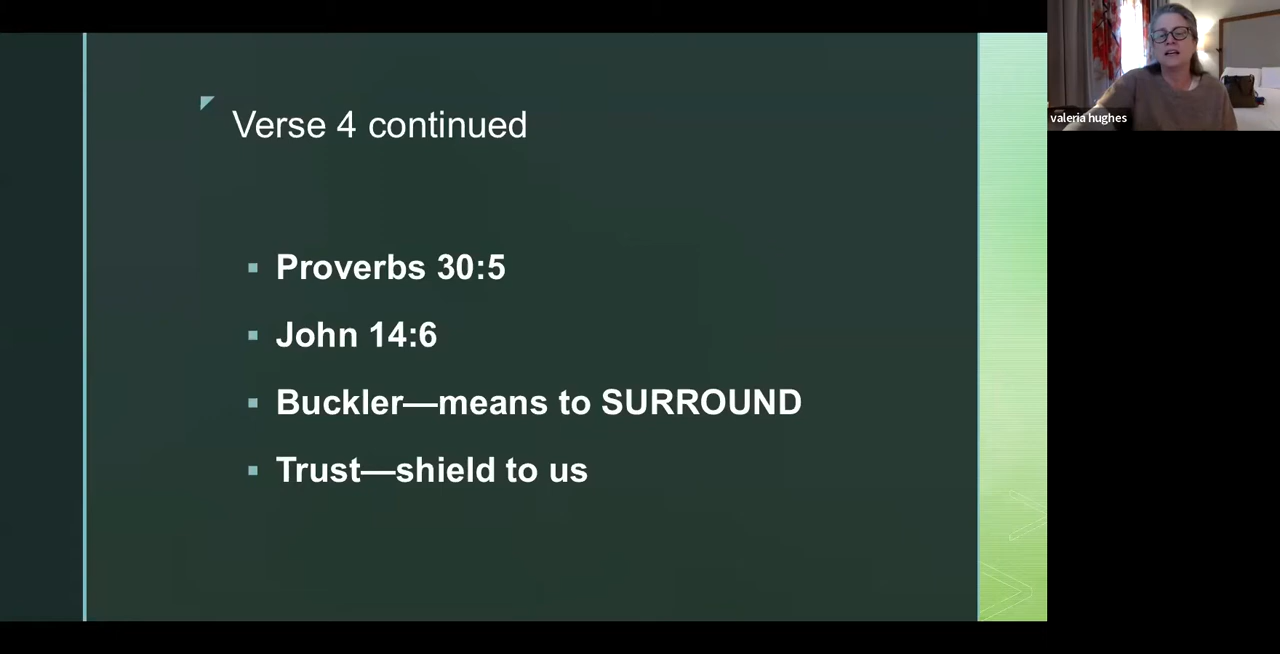 Verse 4 continued
Proverbs 30:5
John 14:6
Buckler—means to SURROUND
Trust—shield to us
valeria hughes